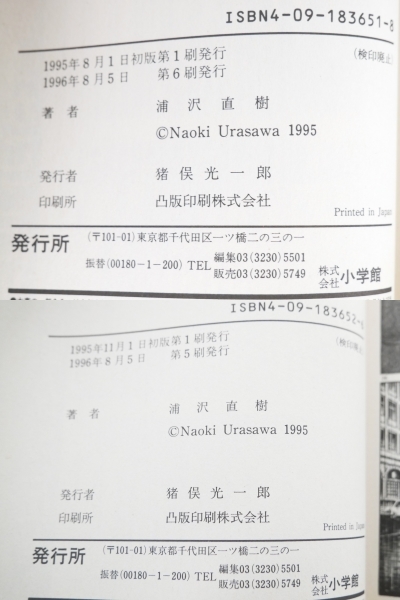 ISBN4-09-183651-8
1995年8月1日初版第1刷発行
(検印廃止)
1996年8月5日　第6刷発行
著者　浦沢直樹
©Naoki Urasawa 1995
発行者　猪俣光一郎
印刷所　凸版印刷株式会社
Printed in Japan
発行所
(〒101-01)東京都千代田区一ツ橋二の三の一
振替(00180-1-200) TEL 編集03(3230)5501
販売03(3230)5749
株式会社 小学館
ISBN4-09-183652-
1995年11月1日初版第1刷発行
(検印廃止)
1996年8月5日　第5刷発行
著者　浦沢直樹
©Naoki Urasawa 1995
発行者　猪俣光一郎
印刷所　凸版印刷株式会社
Printed in Japan
発行所
(〒101-01)東京都千代田区一ツ橋二の三の一
振替(00180-1-200) TEL 編集03(3230)5501
販売03(3230)5749
株式会社 小学館